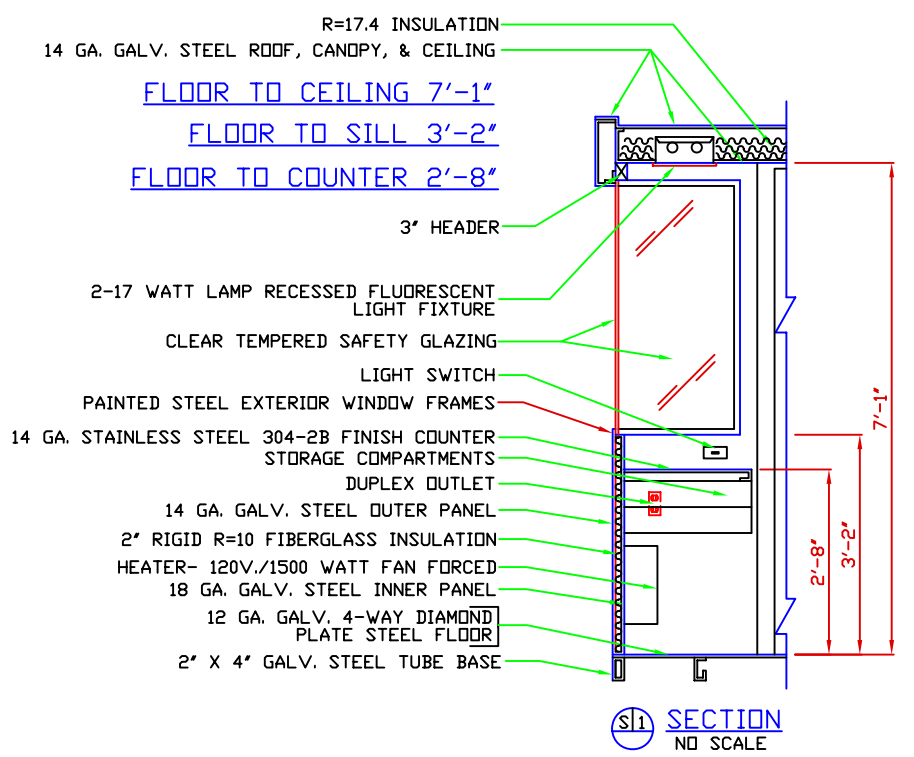 R=17.4 INSULATION
14 GA. GALV. STEEL ROOF, CANOPY, & CEILING
FLOOR TO CEILING 7'-1"
FLOOR TO SILL 3'-2"
FLOOR TO COUNTER 2'-8"
3" HEADER
2-17 WATT LAMP RECESSED FLUORESCENT
LIGHT FIXTURE
CLEAR TEMPERED SAFETY GLAZING
LIGHT SWITCH
PAINTED STEEL EXTERIOR WINDOW FRAMES
14 GA. STAINLESS STEEL 304-2B FINISH COUNTER
STORAGE COMPARTMENTS
DUPLEX OUTLET
14 GA. GALV. STEEL OUTER PANEL
2" RIGID R=10 FIBERGLASS INSULATION
HEATER- 120V./1500 WATT FAN FORCED
18 GA. GALV. STEEL INNER PANEL
12 GA. GALV. 4-WAY DIAMOND
PLATE STEEL FLOOR
2" X 4" GALV. STEEL TUBE BASE
7'-1"
3'-2"
2'-8"
S 1
SECTION
NO SCALE